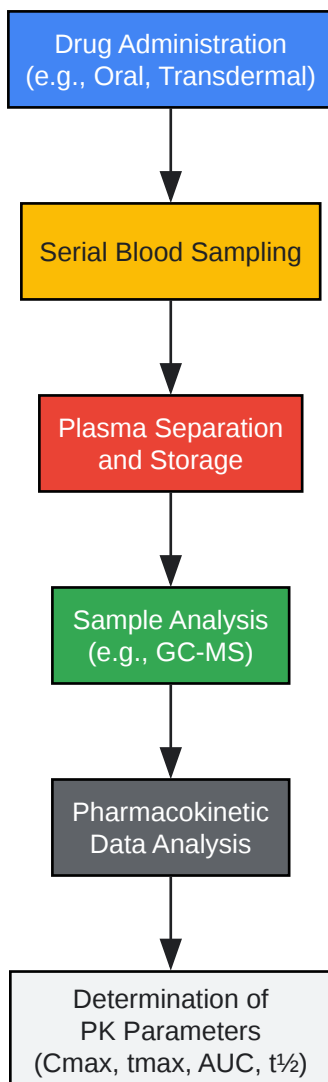 Drug Administration
(e.g., Oral, Transdermal)
Serial Blood Sampling
Plasma Separation
and Storage
Sample Analysis
(e.g., GC-MS)
Pharmacokinetic
Data Analysis
Determination of
PK Parameters
(Cmax, tmax, AUC, t½)